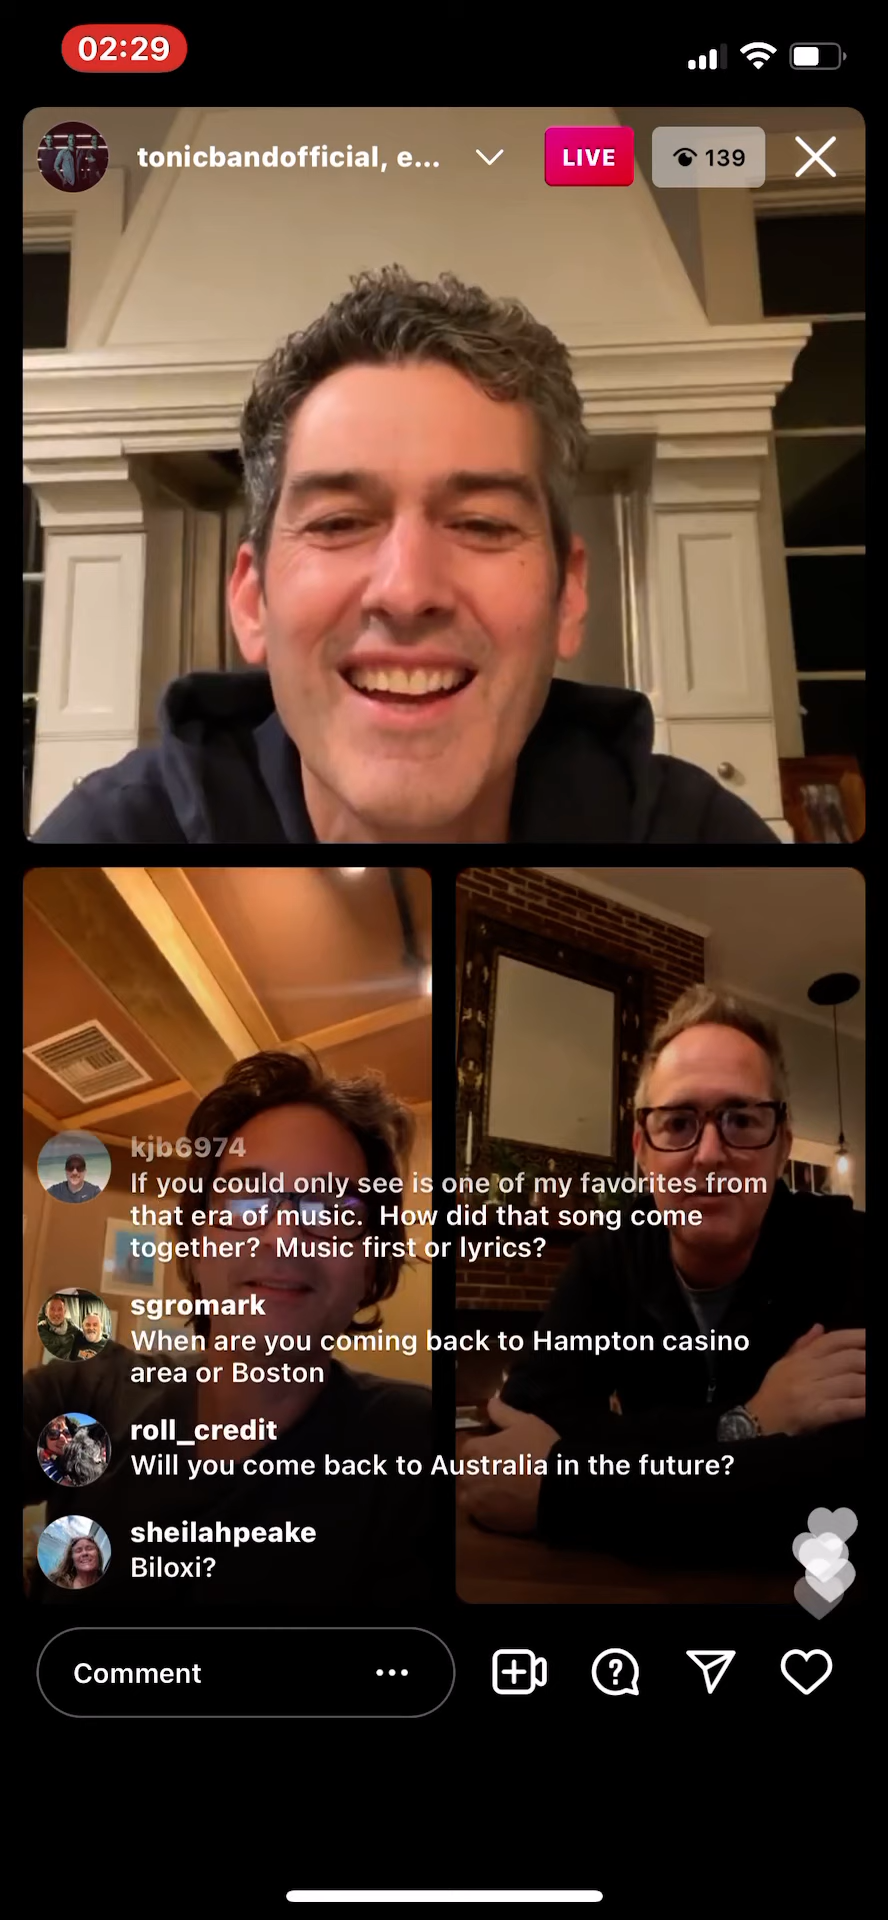 02:29
tonicbandofficial, e...
LIVE
139
kjb6974
If you could only see is one of my favorites from
that era of music.  How did that song come
together?  Music first or lyrics?
sgromark
When are you coming back to Hampton casino
area or Boston
roll_credit
Will you come back to Australia in the future?
sheilahpeake
Biloxi?
Comment